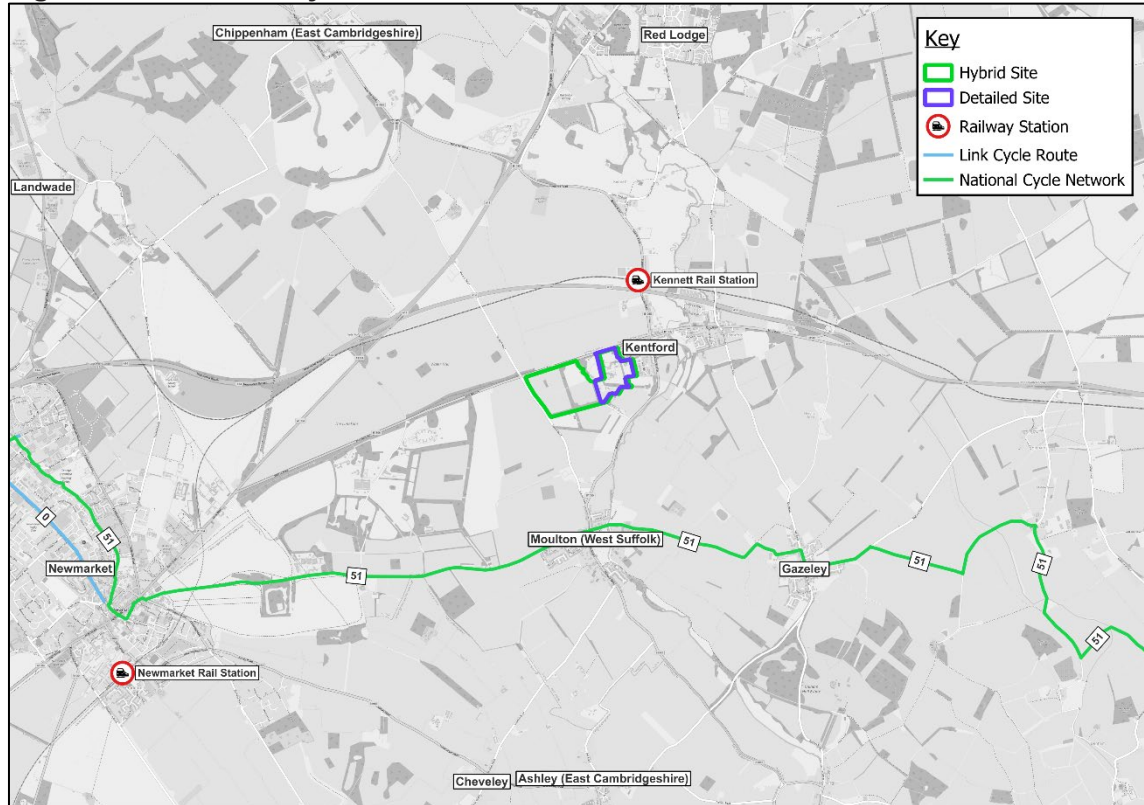 Chippenham (East Cambridgeshire)
Red Lodge
Key
Hybrid Site
Detailed Site
Railway Station
Link Cycle Route
National Cycle Network
Landwade
Kennett Rail Station
Kentford
51
0
Newmarket
51
51
Moulton (West Suffolk)
51
Gazeley
51
51
51
Newmarket Rail Station
Cheveley
Ashley (East Cambridgeshire)